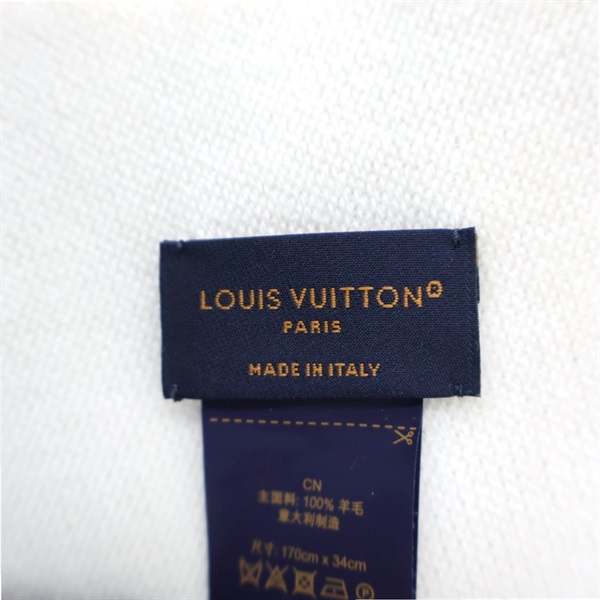 LOUIS VUITTON®
PARIS
MADE IN ITALY
CN
主面料: 100% 羊毛
意大利制造
尺寸: 170cm x 34cm
P